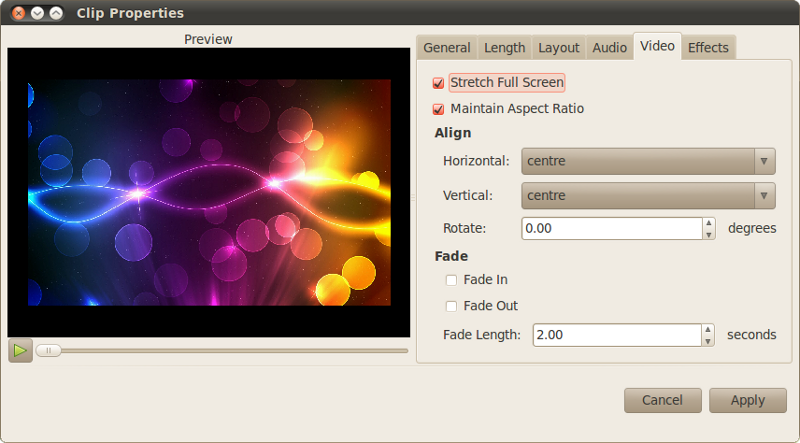 Clip Properties
Preview
General Length Layout Audio Video Effects
Stretch Full Screen
Maintain Aspect Ratio
Align
Horizontal: centre
Vertical: centre
Rotate: 0.00 degrees
Fade
Fade In
Fade Out
Fade Length: 2.00 seconds
Cancel Apply